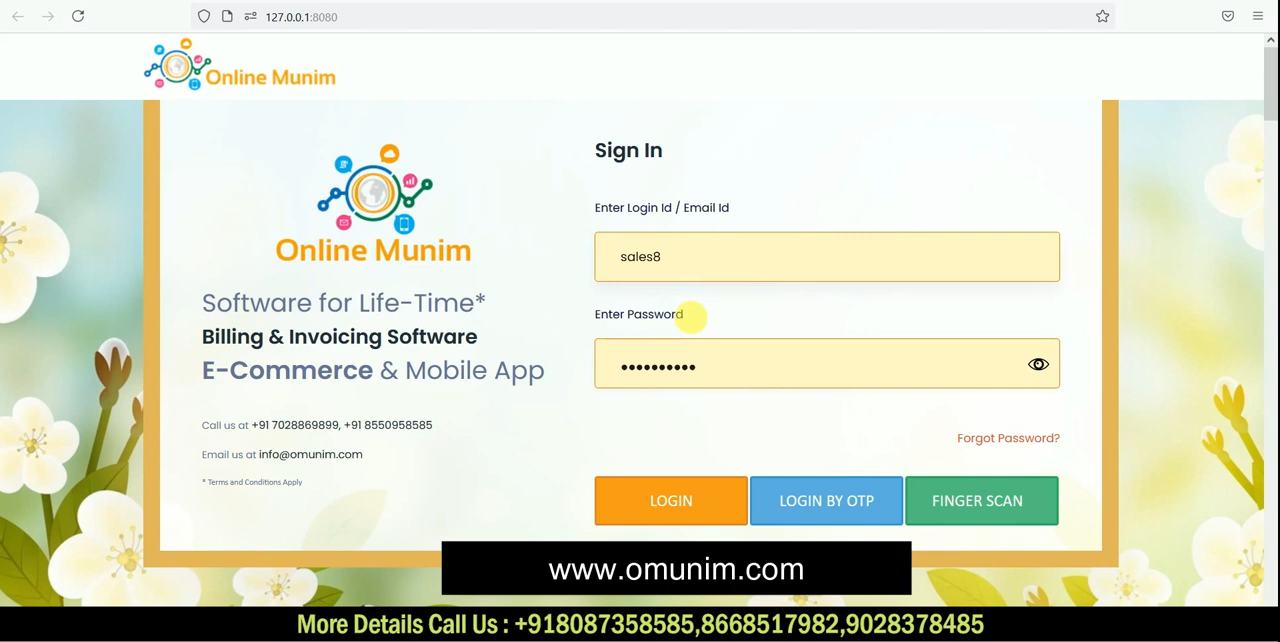 127.0.0.1:8080
Online Munim
Online Munim
Software for Life-Time*
Billing & Invoicing Software
E-Commerce & Mobile App
Call us at +91 7028869899, +91 8550958585
Email us at info@omunim.com
* Terms and Conditions Apply
Sign In
Enter Login Id / Email Id
sales8
Enter Password
••••••••••
Forgot Password?
LOGIN
LOGIN BY OTP
FINGER SCAN
www.omunim.com
More Details Call Us : +918087358585,8668517982,9028378485